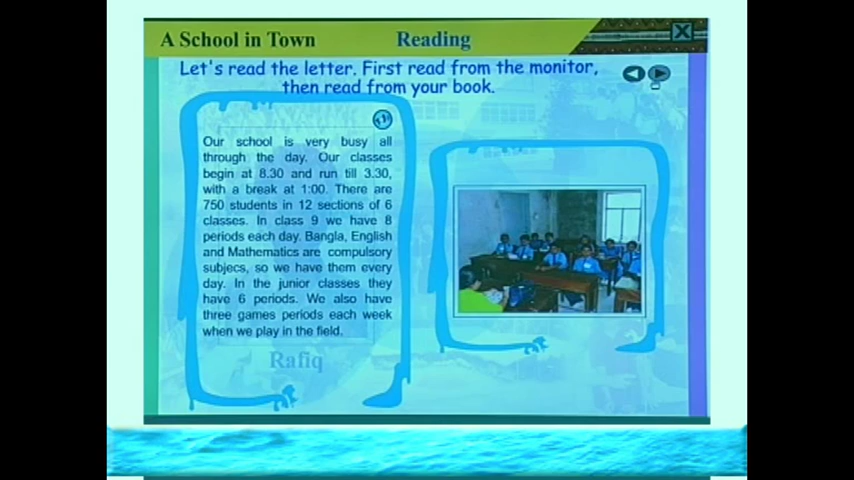 A School in Town
Reading
Let's read the letter. First read from the monitor,
then read from your book.
Our school is very busy all
through the day. Our classes
begin at 8.30 and run till 3.30,
with a break at 1:00. There are
750 students in 12 sections of 6
classes. In class 9 we have 8
periods each day. Bangla, English
and Mathematics are compulsory
subjecs, so we have them every
day. In the junior classes they
have 6 periods. We also have
three games periods each week
when we play in the field.
Rafiq